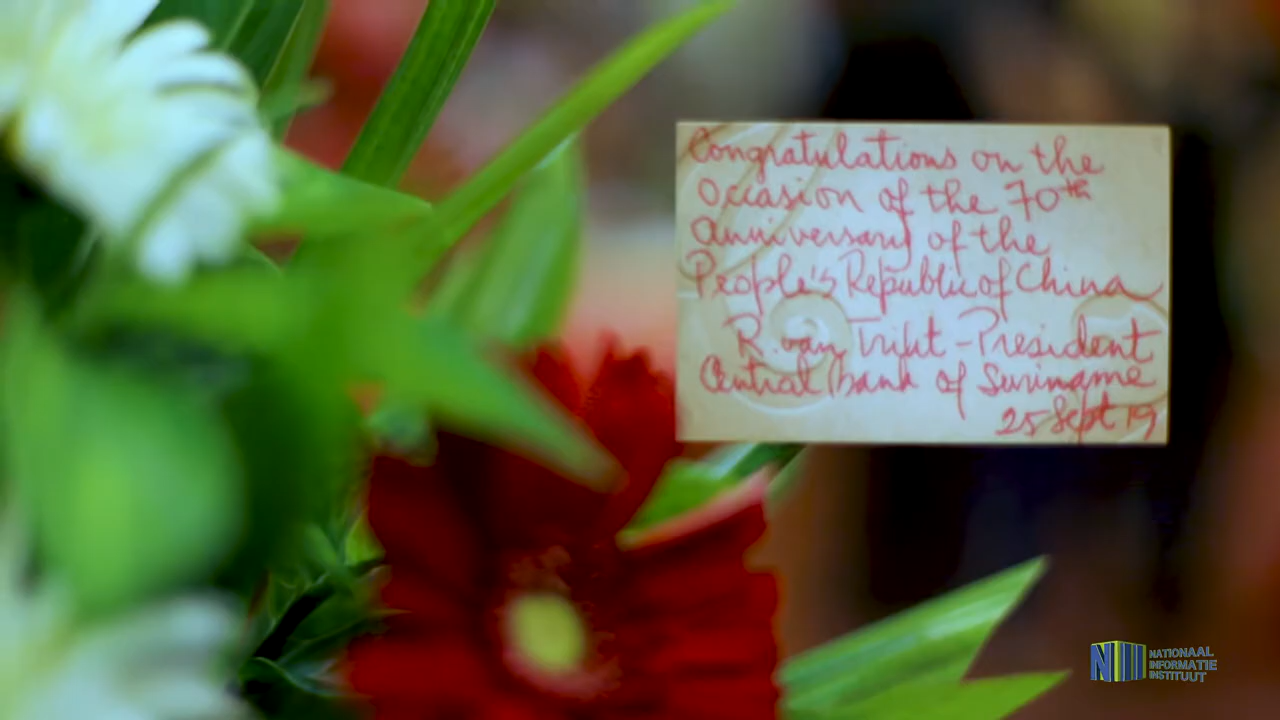 Congratulations on the
Occasion of the 70th
Anniversary of the
People's Republic of China
R. van Trikt - President
Central Bank of Suriname
25 Sept 19
NATIONAAL
INFORMATIE
INSTITUUT